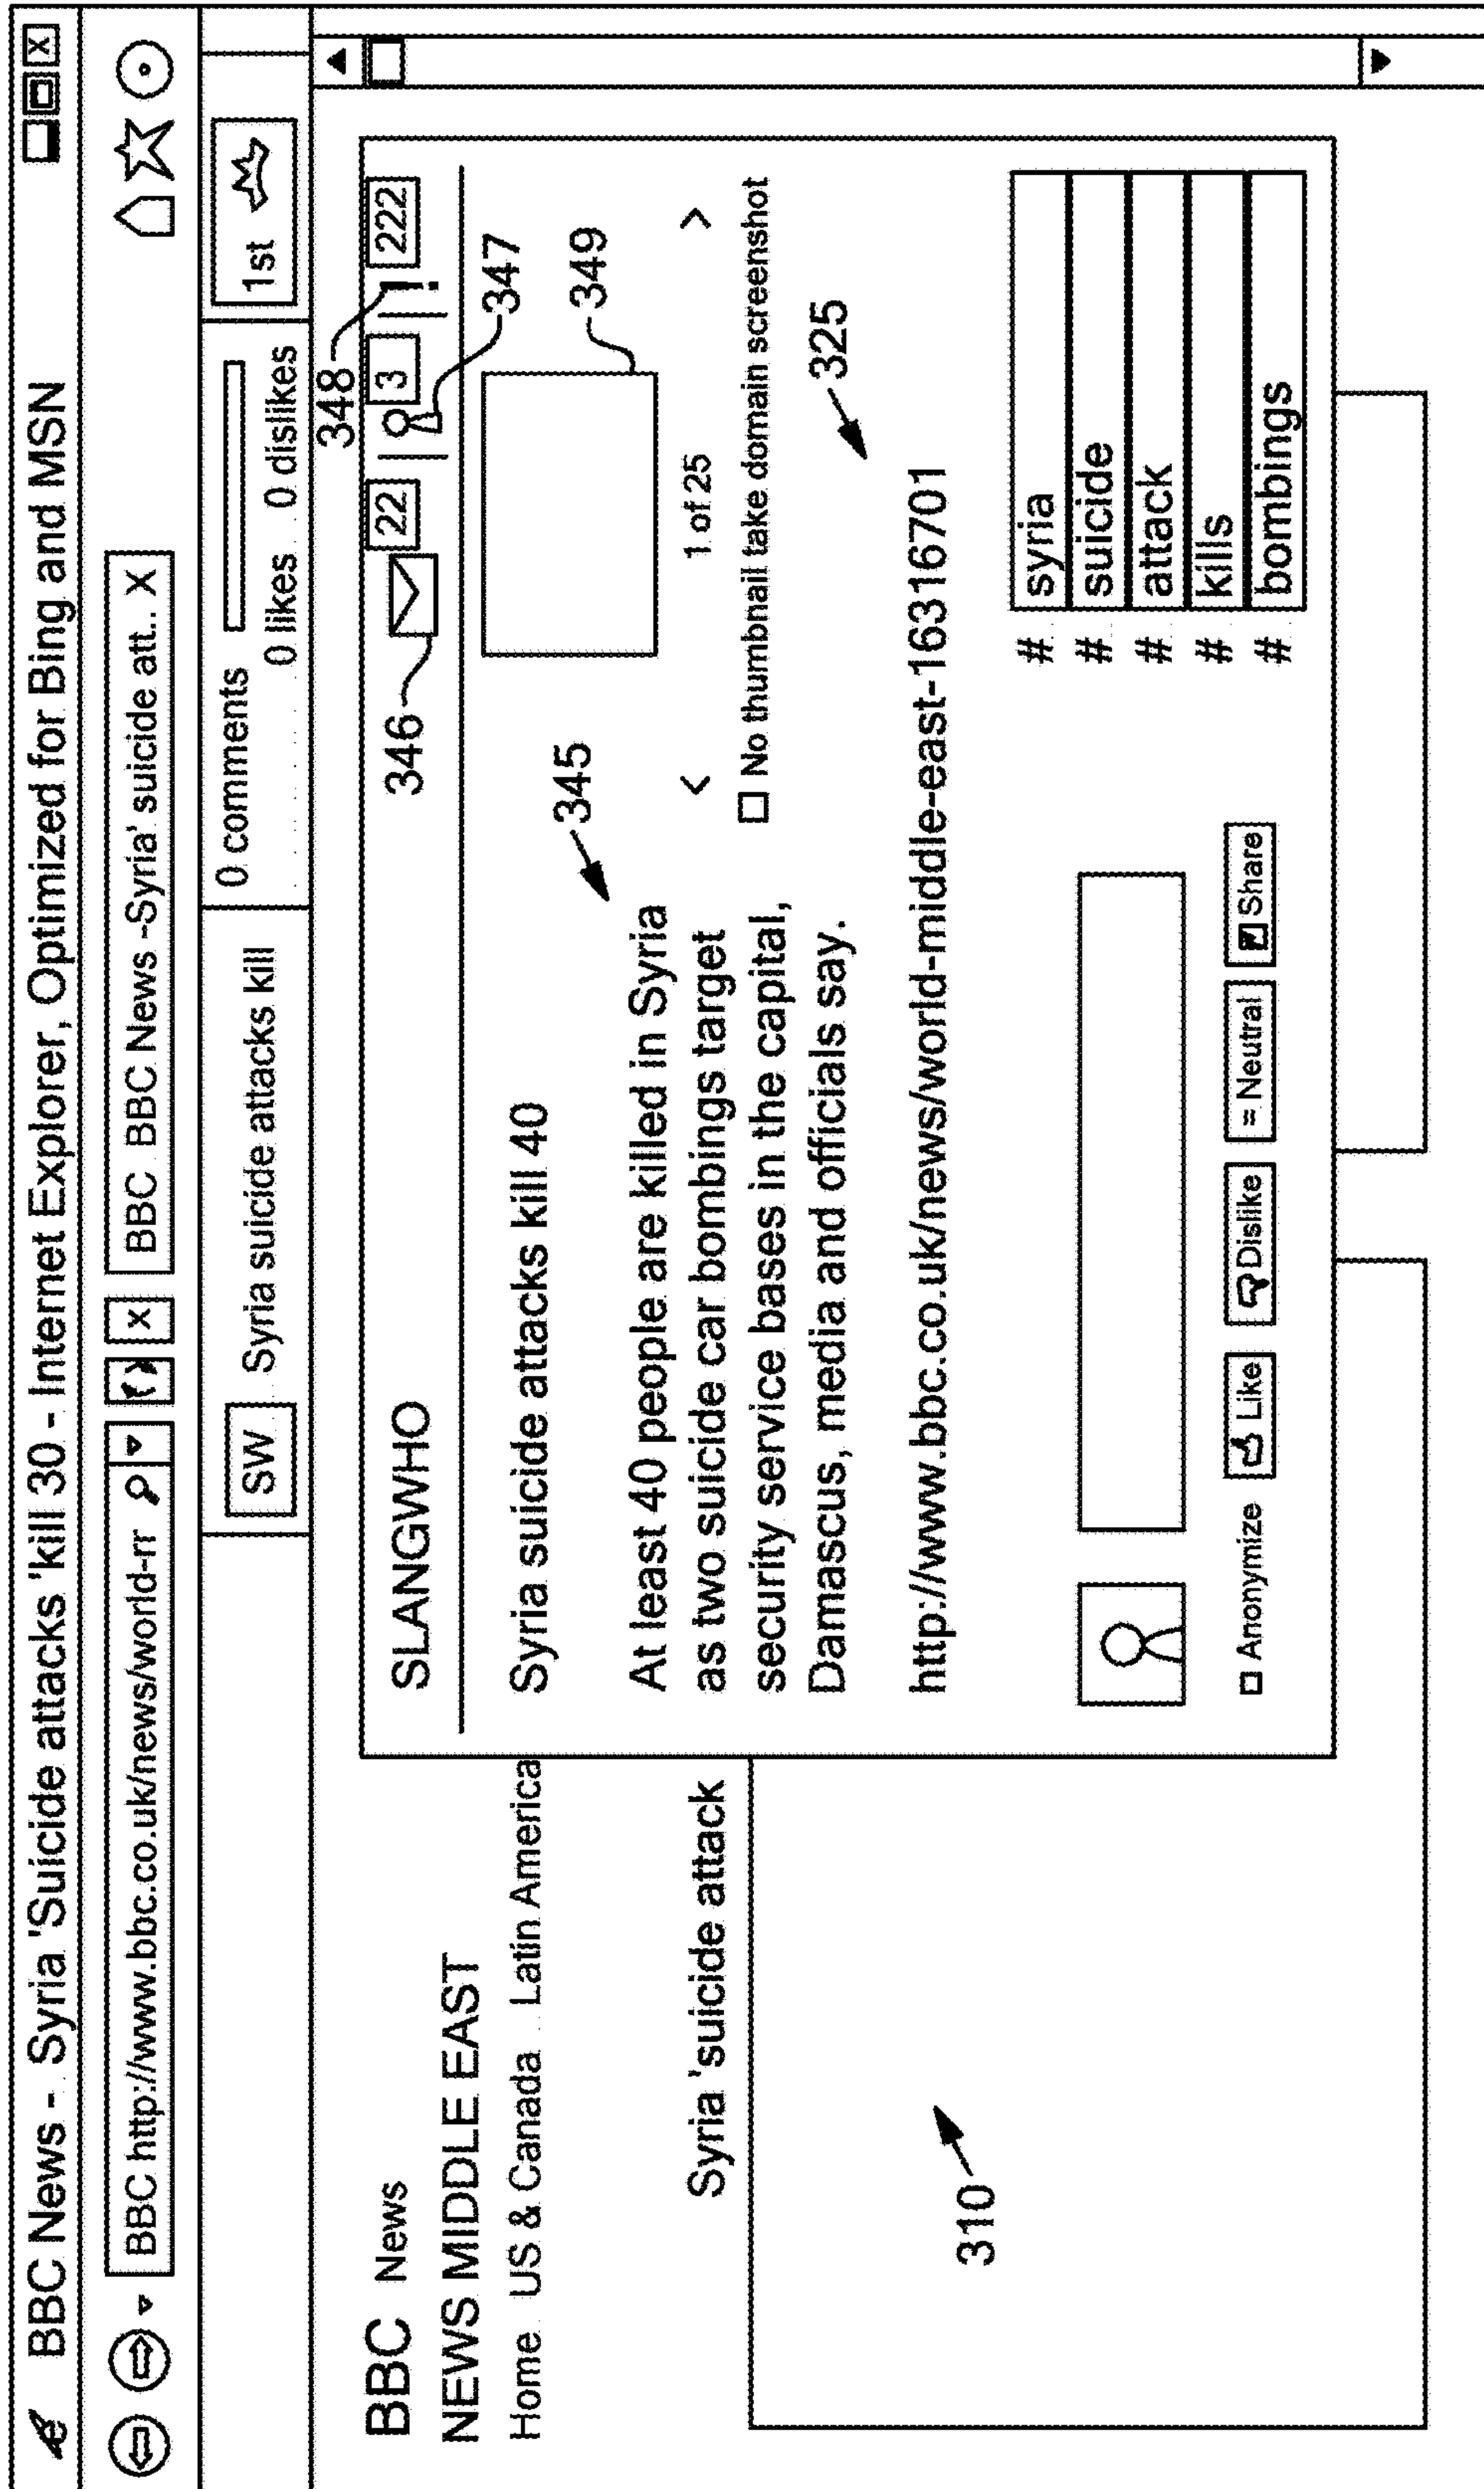 BBC News - Syria 'Suicide attacks 'kill 30 - Internet Explorer, Optimized for Bing and MSN
X
BBC http://www.bbc.co.uk/news/world-rr
X
BBC BBC News -Syria' suicide att.. X
SW
Syria suicide attacks kill
0 comments
0 likes 0 dislikes
1st
BBC News
NEWS MIDDLE EAST
Home US & Canada Latin America
Syria 'suicide attack
310
SLANGWHO
346
22
3
222
348
347
349
Syria suicide attacks kill 40
345
At least 40 people are killed in Syria
as two suicide car bombings target
security service bases in the capital,
Damascus, media and officials say.
< 1 of 25 >
No thumbnail take domain screenshot
325
http://www.bbc.co.uk/news/world-middle-east-16316701
# syria
# suicide
# attack
# kills
# bombings
Anonymize
Like
Dislike
= Neutral
Share